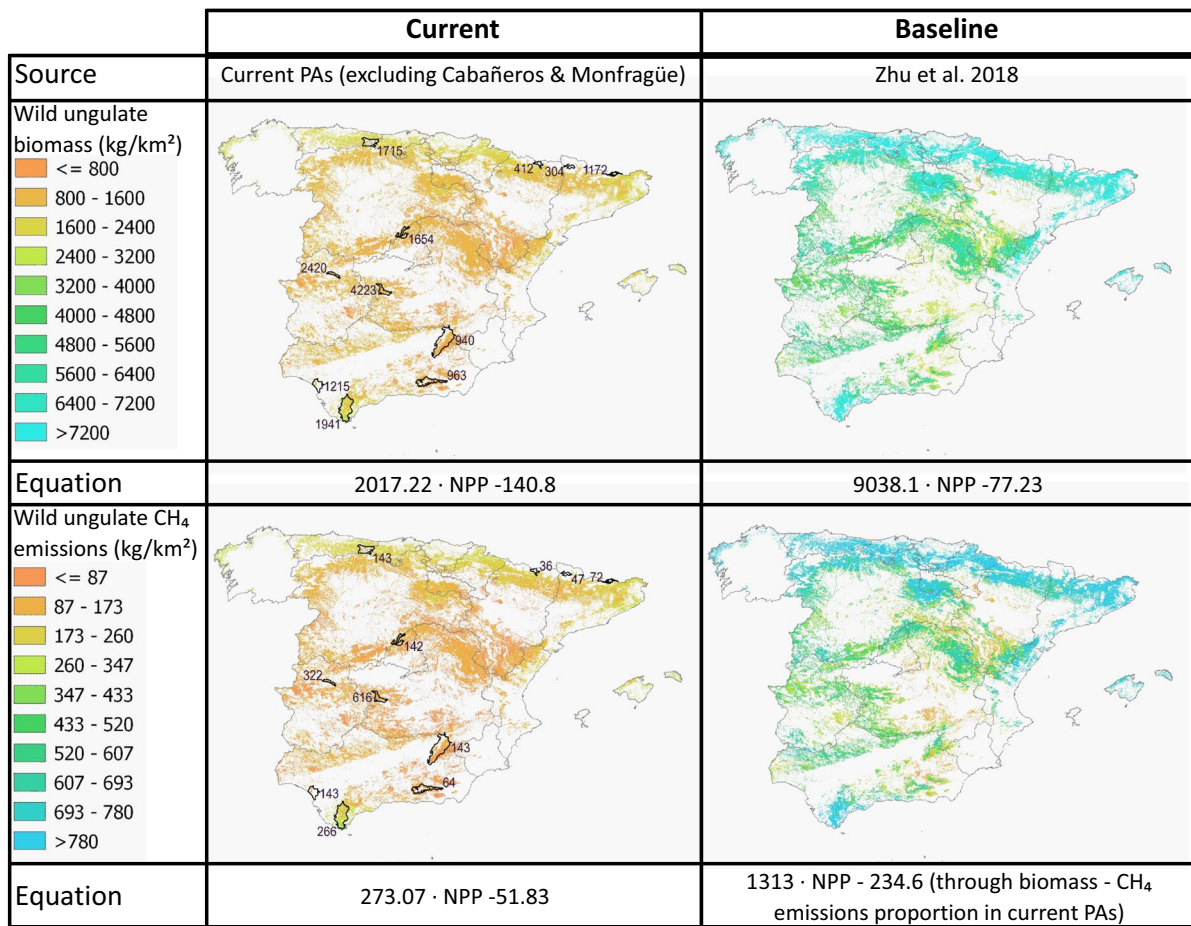 Current
Baseline
Source
Current PAs (excluding Cabañeros & Monfragüe)
Zhu et al. 2018
Wild ungulate
biomass (kg/km²)
<= 800
800 - 1600
1600 - 2400
2400 - 3200
3200 - 4000
4000 - 4800
4800 - 5600
5600 - 6400
6400 - 7200
>7200
1715
412
304
1172
1654
2420
4223
940
963
1215
1941
Equation
2017.22 · NPP -140.8
9038.1 · NPP -77.23
Wild ungulate CH₄
emissions (kg/km²)
<= 87
87 - 173
173 - 260
260 - 347
347 - 433
433 - 520
520 - 607
607 - 693
693 - 780
>780
143
36
47
72
142
322
616
143
64
143
266
Equation
273.07 · NPP -51.83
1313 · NPP - 234.6 (through biomass - CH₄
emissions proportion in current PAs)